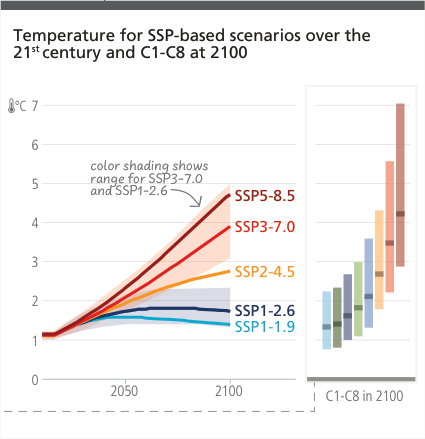 Temperature for SSP-based scenarios over the
21st century and C1-C8 at 2100
°C 7
6
5
4
3
2
1
0
color shading shows
range for SSP3-7.0
and SSP1-2.6
SSP5-8.5
SSP3-7.0
SSP2-4.5
SSP1-2.6
SSP1-1.9
2050
2100
C1-C8 in 2100